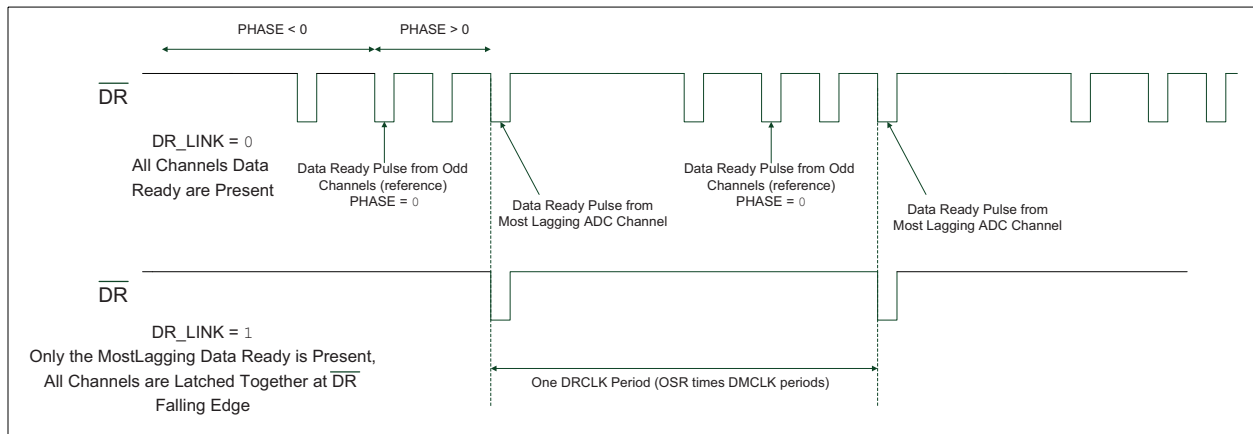 PHASE < 0
PHASE > 0
DR
DR_LINK = 0
All Channels Data
Ready are Present
Data Ready Pulse from Odd
Channels (reference)
PHASE = 0
Data Ready Pulse from
Most Lagging ADC Channel
Data Ready Pulse from Odd
Channels (reference)
PHASE = 0
Data Ready Pulse from
Most Lagging ADC Channel
DR
DR_LINK = 1
Only the MostLagging Data Ready is Present,
All Channels are Latched Together at DR
Falling Edge
One DRCLK Period (OSR times DMCLK periods)